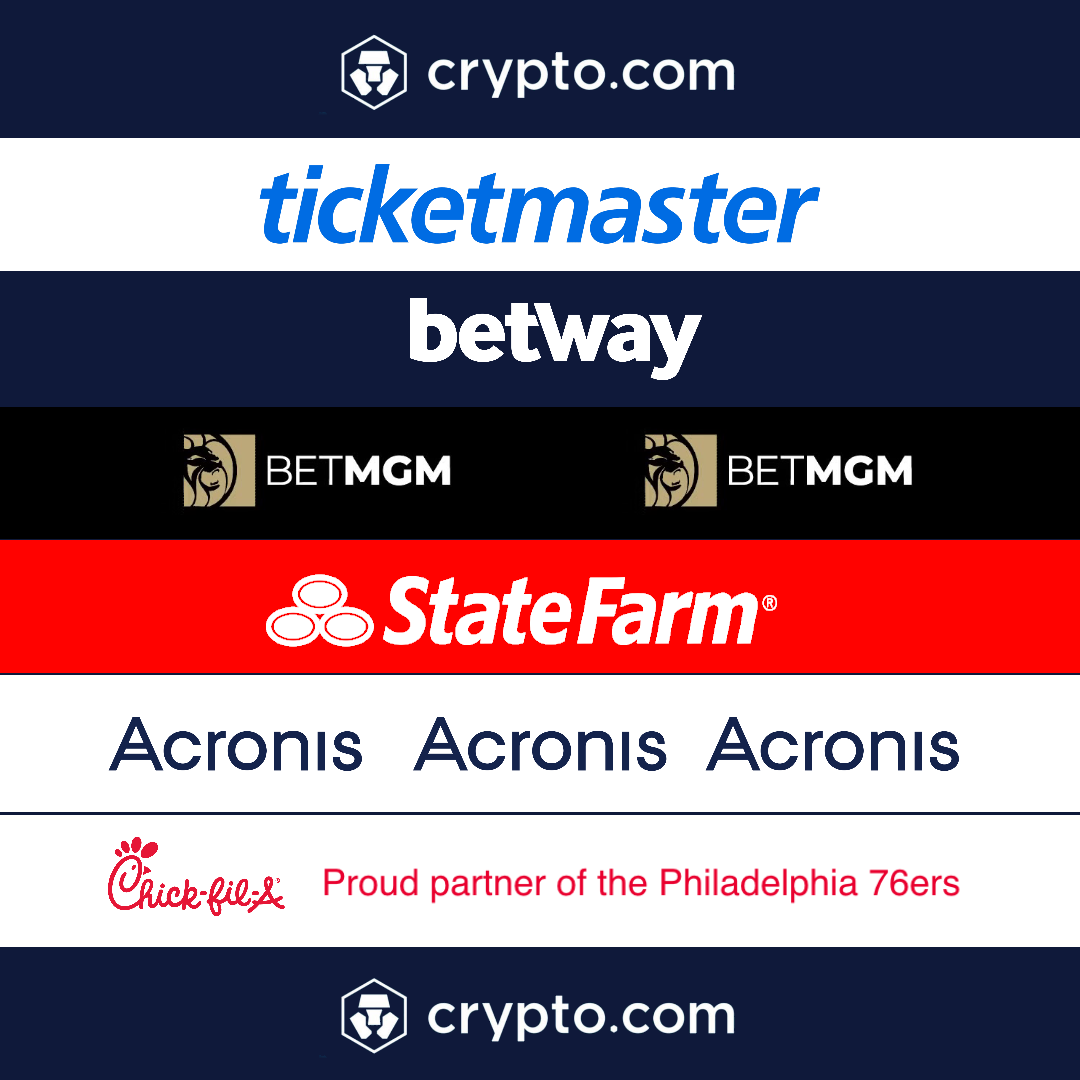 crypto.com
ticketmaster
betway
BETMGM BETMGM
StateFarm®
Acronis Acronis Acronis
Chick-fil-A Proud partner of the Philadelphia 76ers
crypto.com